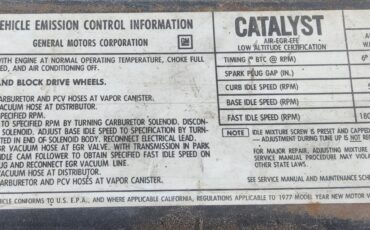 VEHICLE EMISSION CONTROL INFORMATION
GENERAL MOTORS CORPORATION GM
WITH ENGINE AT NORMAL OPERATING TEMPERATURE, CHOKE FULL
ED, AND AIR CONDITIONING OFF.
AND BLOCK DRIVE WHEELS.
CARBURETOR AND PCV HOSES AT VAPOR CANISTER.
VACUUM HOSE AT DISTRIBUTOR.
SPECIFIED RPM.
TO SPECIFIED RPM BY TURNING CARBURETOR SOLENOID. DISCON-
SOLENOID. ADJUST BASE IDLE SPEED TO SPECIFICATION BY TURN-
TED IN END OF SOLENOID BODY. RECONNECT ELECTRICAL LEAD.
GR VACUUM HOSE AT EGR VALVE. WITH TRANSMISSION IN PARK
IDLE CAM FOLLOWER TO OBTAIN SPECIFIED FAST IDLE SPEED ON
UG AND RECONNECT EGR VACUUM LINE.
VACUUM HOSE AT DISTRIBUTOR.
CARBURETOR AND PCV HOSES AT VAPOR CANISTER.
CATALYST
AIR-EGR-EFE
LOW ALTITUDE CERTIFICATION
TIMING (° BTC @ RPM) 6°
SPARK PLUG GAP (IN.)
CURB IDLE SPEED (RPM)
BASE IDLE SPEED (RPM)
FAST IDLE SPEED (RPM)
NOTE IDLE MIXTURE SCREW IS PRESET AND CAPPED
— ADJUSTMENT DURING TUNE UP IS NOT
FOR MAJOR REPAIR, ADJUSTING MIXTURE
SERVICE MANUAL PROCEDURE MAY
OTHER STATE LAWS.
SEE SERVICE MANUAL AND MAINTENANCE
VEHICLE CONFORMS TO U.S. E.P.A., AND WHERE APPLICABLE CALIFORNIA, REGULATIONS APPLICABLE TO 1977 MODEL YEAR NEW MOTOR